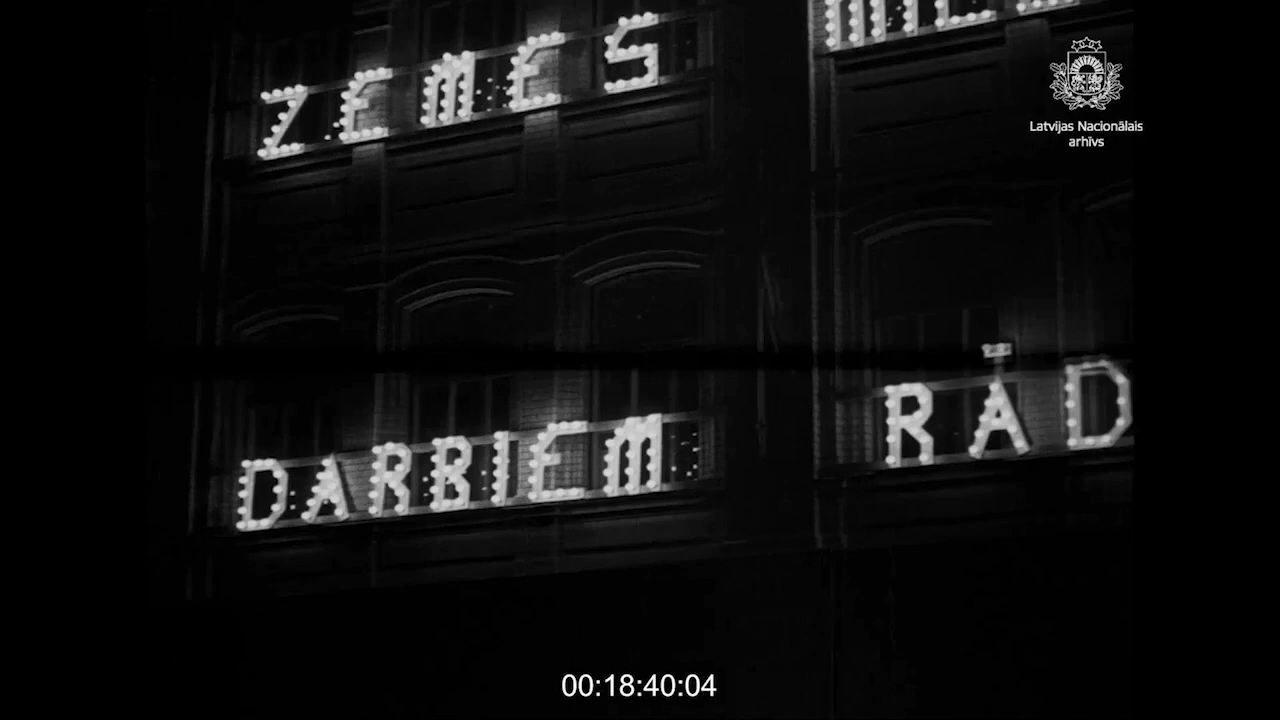 ZEMES
Latvijas Nacionālais
arhīvs
DARBIEM RĀD
00:18:40:04